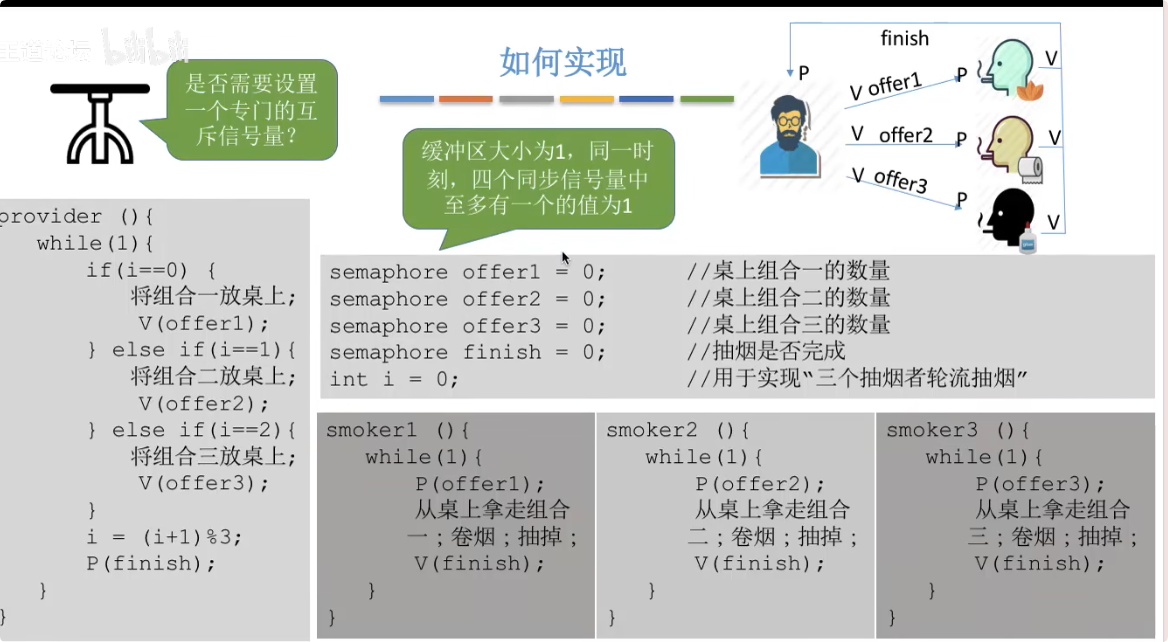 王道论坛 bilibili
如何实现
是否需要设置
一个专门的互
斥信号量？
缓冲区大小为1，同一时
刻，四个同步信号量中
至多有一个的值为1
finish
P
V offer1
P
V
V offer2
P
V
V offer3
P
V
provider (){
while(1){
if(i==0) {
将组合一放桌上;
V(offer1);
} else if(i==1){
将组合二放桌上;
V(offer2);
} else if(i==2){
将组合三放桌上;
V(offer3);
}
i = (i+1)%3;
P(finish);
}
}
semaphore offer1 = 0; //桌上组合一的数量
semaphore offer2 = 0; //桌上组合二的数量
semaphore offer3 = 0; //桌上组合三的数量
semaphore finish = 0; //抽烟是否完成
int i = 0; //用于实现“三个抽烟者轮流抽烟”
smoker1 (){
while(1){
P(offer1);
从桌上拿走组合
一；卷烟；抽掉；
V(finish);
}
}
smoker2 (){
while(1){
P(offer2);
从桌上拿走组合
二；卷烟；抽掉；
V(finish);
}
}
smoker3 (){
while(1){
P(offer3);
从桌上拿走组合
三；卷烟；抽掉；
V(finish);
}
}